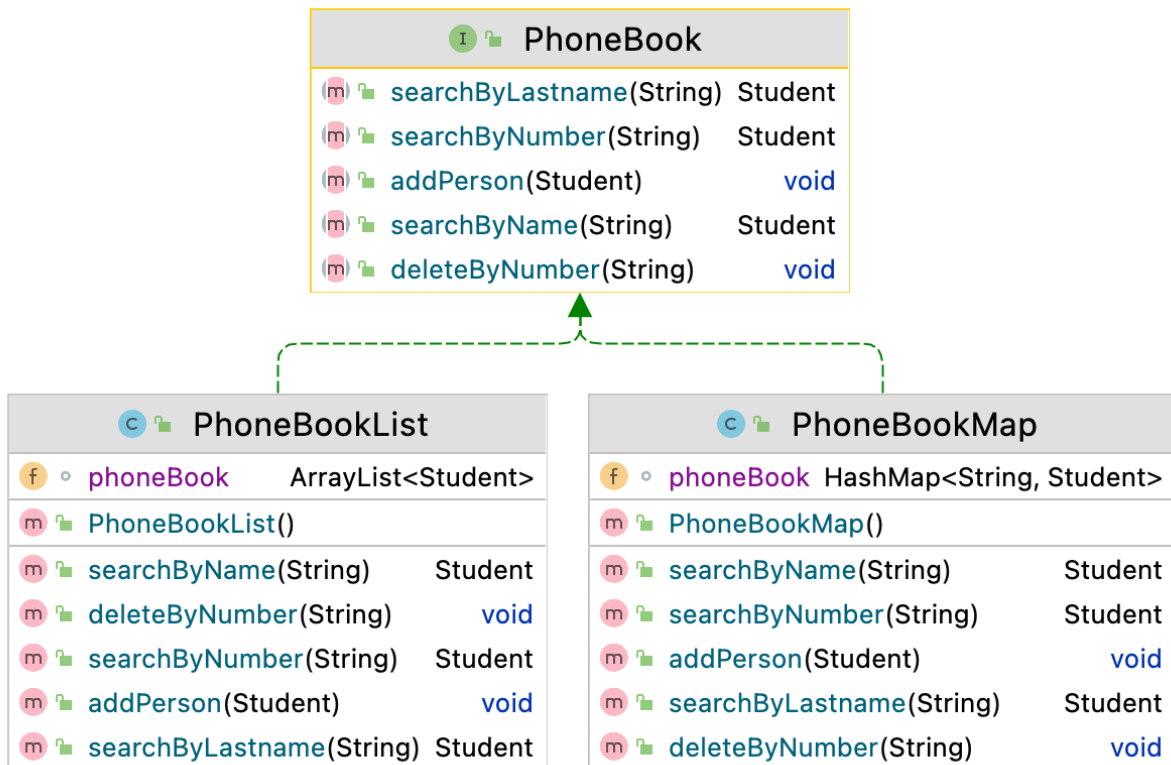 I PhoneBook
m searchByLastname(String) Student
m searchByNumber(String) Student
m addPerson(Student) void
m searchByName(String) Student
m deleteByNumber(String) void
C PhoneBookList
f phoneBook ArrayList<Student>
m PhoneBookList()
m searchByName(String) Student
m deleteByNumber(String) void
m searchByNumber(String) Student
m addPerson(Student) void
m searchByLastname(String) Student
C PhoneBookMap
f phoneBook HashMap<String, Student>
m PhoneBookMap()
m searchByName(String) Student
m searchByNumber(String) Student
m addPerson(Student) void
m searchByLastname(String) Student
m deleteByNumber(String) void